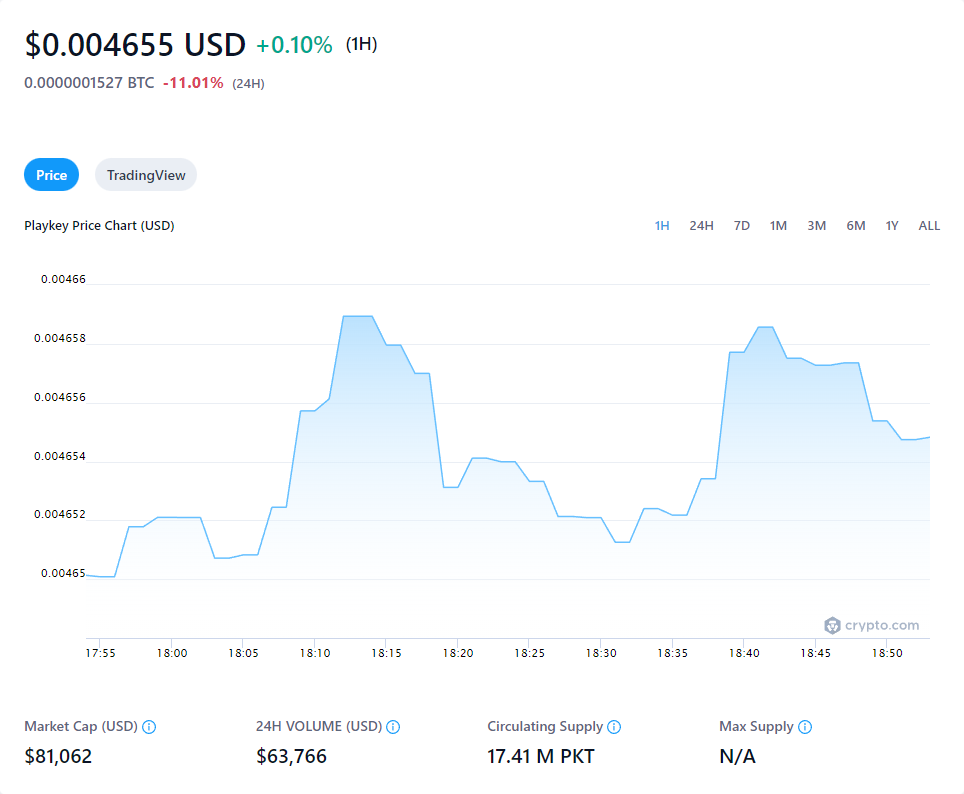 $0.004655 USD +0.10% (1H)
0.0000001527 BTC -11.01% (24H)
Price TradingView
Playkey Price Chart (USD) 1H 24H 7D 1M 3M 6M 1Y ALL
0.00466
0.004658
0.004656
0.004654
0.004652
0.00465
crypto.com
17:55 18:00 18:05 18:10 18:15 18:20 18:25 18:30 18:35 18:40 18:45 18:50
Market Cap (USD) 24H VOLUME (USD) Circulating Supply Max Supply
$81,062 $63,766 17.41 M PKT N/A